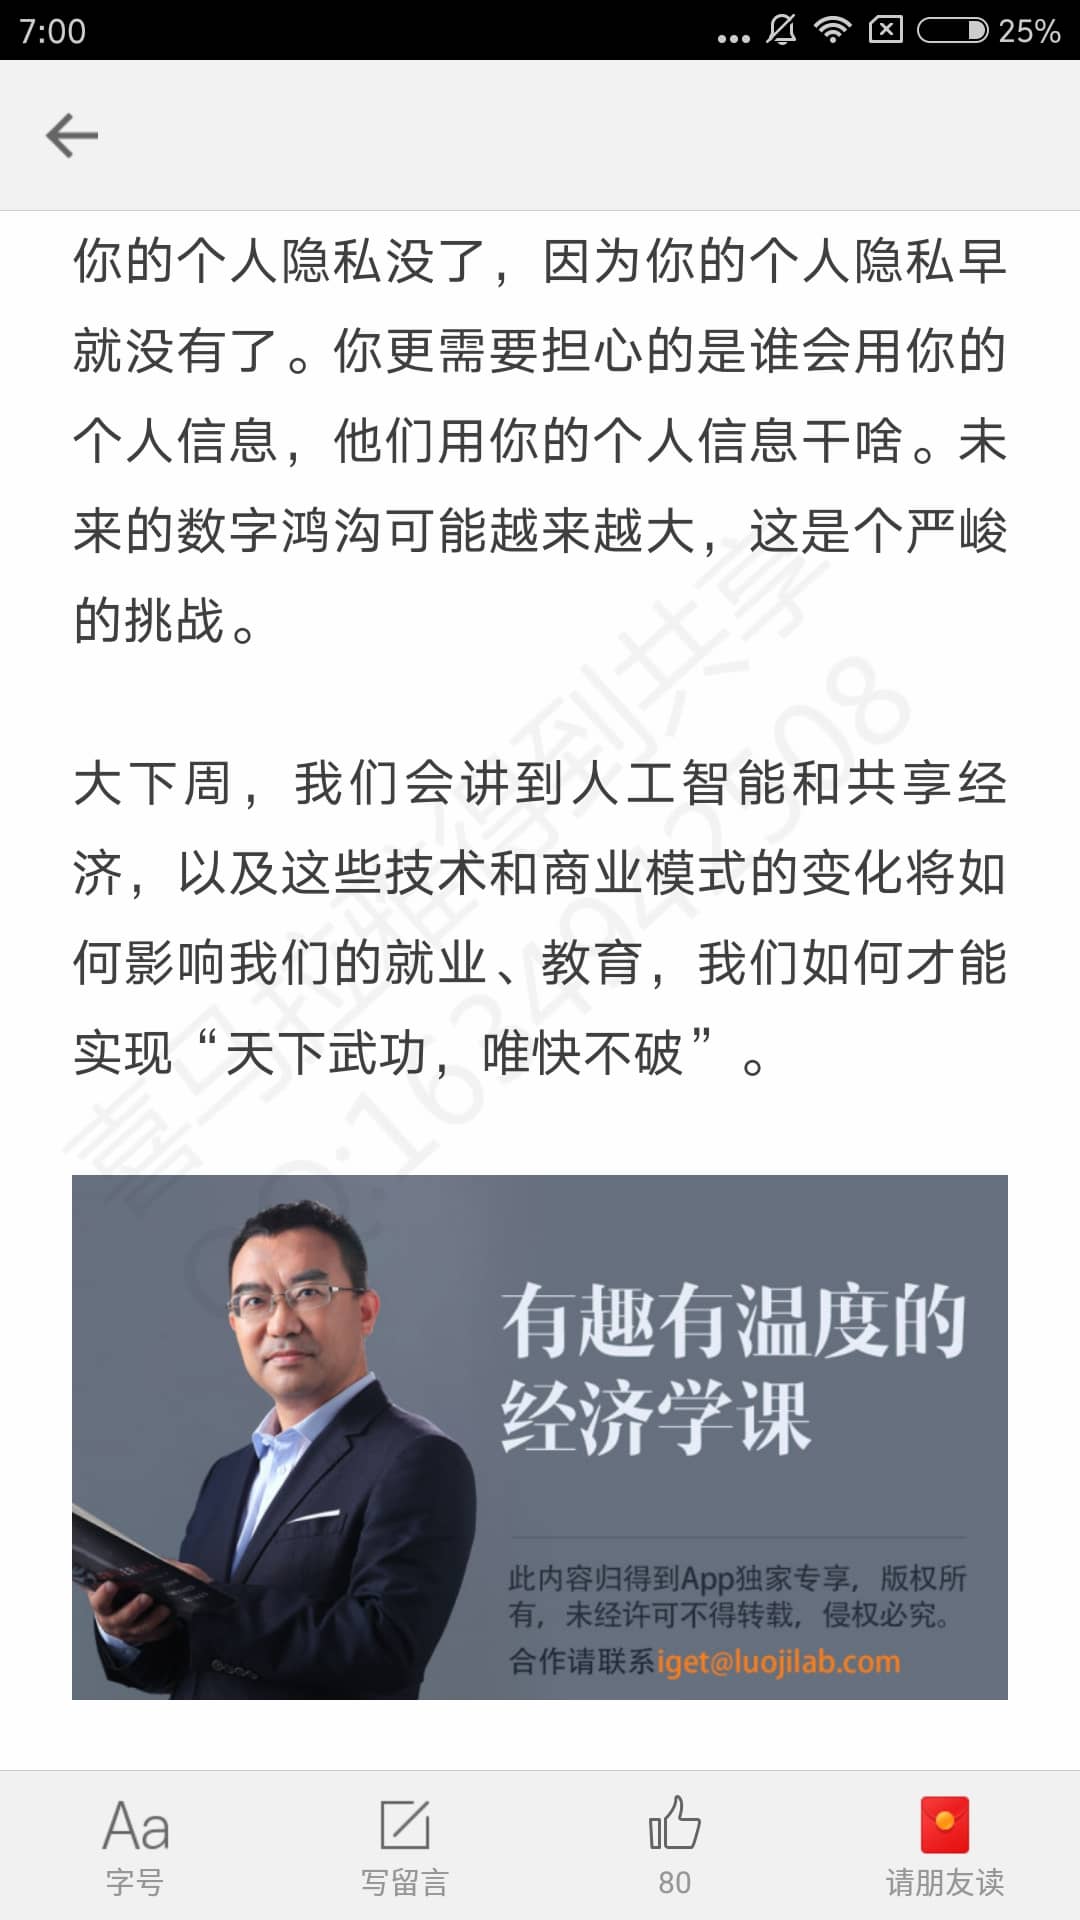 7:00
25%
你的个人隐私没了，因为你的个人隐私早
就没有了。你更需要担心的是谁会用你的
个人信息，他们用你的个人信息干啥。未
来的数字鸿沟可能越来越大，这是个严峻
的挑战。
大下周，我们会讲到人工智能和共享经
济，以及这些技术和商业模式的变化将如
何影响我们的就业、教育，我们如何才能
实现“天下武功，唯快不破”。
喜马拉雅得到共享
QQ:1634942508
有趣有温度的
经济学课
此内容归得到App独家专享，版权所
有，未经许可不得转载，侵权必究。
合作请联系iget@luojilab.com
Aa
字号
写留言
80
请朋友读